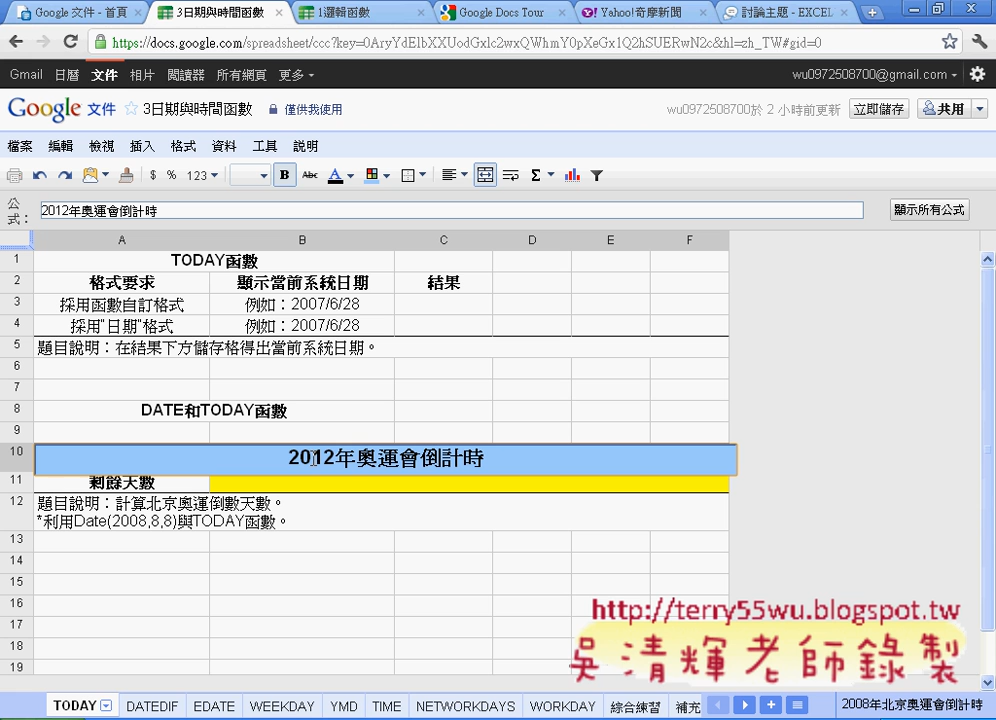 Google 文件 - 首頁
3日期與時間函數
1邏輯函數
Google Docs Tour
Yahoo!奇摩新聞
討論主題 - EXCEL
https://docs.google.com/spreadsheet/ccc?key=0AryYdElbXXUodGxlc2wxQWhmY0pXeGx1Q2hSUERwN2c&hl=zh_TW#gid=0
Gmail 日曆 文件 相片 閱讀器 所有網頁 更多
wu0972508700@gmail.com
Google 文件
3日期與時間函數
僅供我使用
wu0972508700於 2 小時前更新
立即儲存
共用
檔案 編輯 檢視 插入 格式 資料 工具 說明
$ % 123 B Abc A Σ
公式：
2012年奧運會倒計時
顯示所有公式
A B C D E F
1 TODAY函數
2 格式要求 顯示當前系統日期 結果
3 採用函數自訂格式 例如：2007/6/28
4 採用"日期"格式 例如：2007/6/28
5 題目說明：在結果下方儲存格得出當前系統日期。
6
7
8 DATE和TODAY函數
9
10 2012年奧運會倒計時
11 剩餘天數
12 題目說明：計算北京奧運倒數天數。
*利用Date(2008,8,8)與TODAY函數。
13
14
15
16
17
18
19
http://terry55wu.blogspot.tw
吳清輝老師錄製
TODAY DATEDIF EDATE WEEKDAY YMD TIME NETWORKDAYS WORKDAY 綜合練習 補充
2008年北京奧運會倒計時